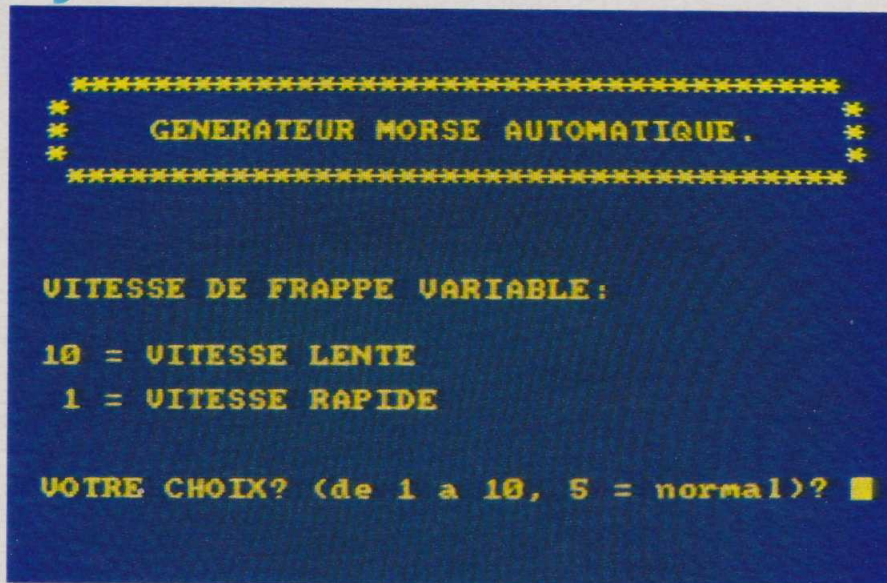 **************************************
*                                    *
*    GENERATEUR MORSE AUTOMATIQUE.   *
*                                    *
**************************************
VITESSE DE FRAPPE VARIABLE:
10 = VITESSE LENTE
1 = VITESSE RAPIDE
VOTRE CHOIX? (de 1 a 10, 5 = normal)?